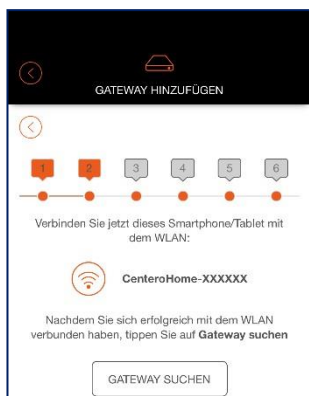 GATEWAY HINZUFÜGEN
1 2 3 4 5 6
Verbinden Sie jetzt dieses Smartphone/Tablet mit
dem WLAN:
CenteroHome-XXXXXX
Nachdem Sie sich erfolgreich mit dem WLAN
verbunden haben, tippen Sie auf Gateway suchen
GATEWAY SUCHEN